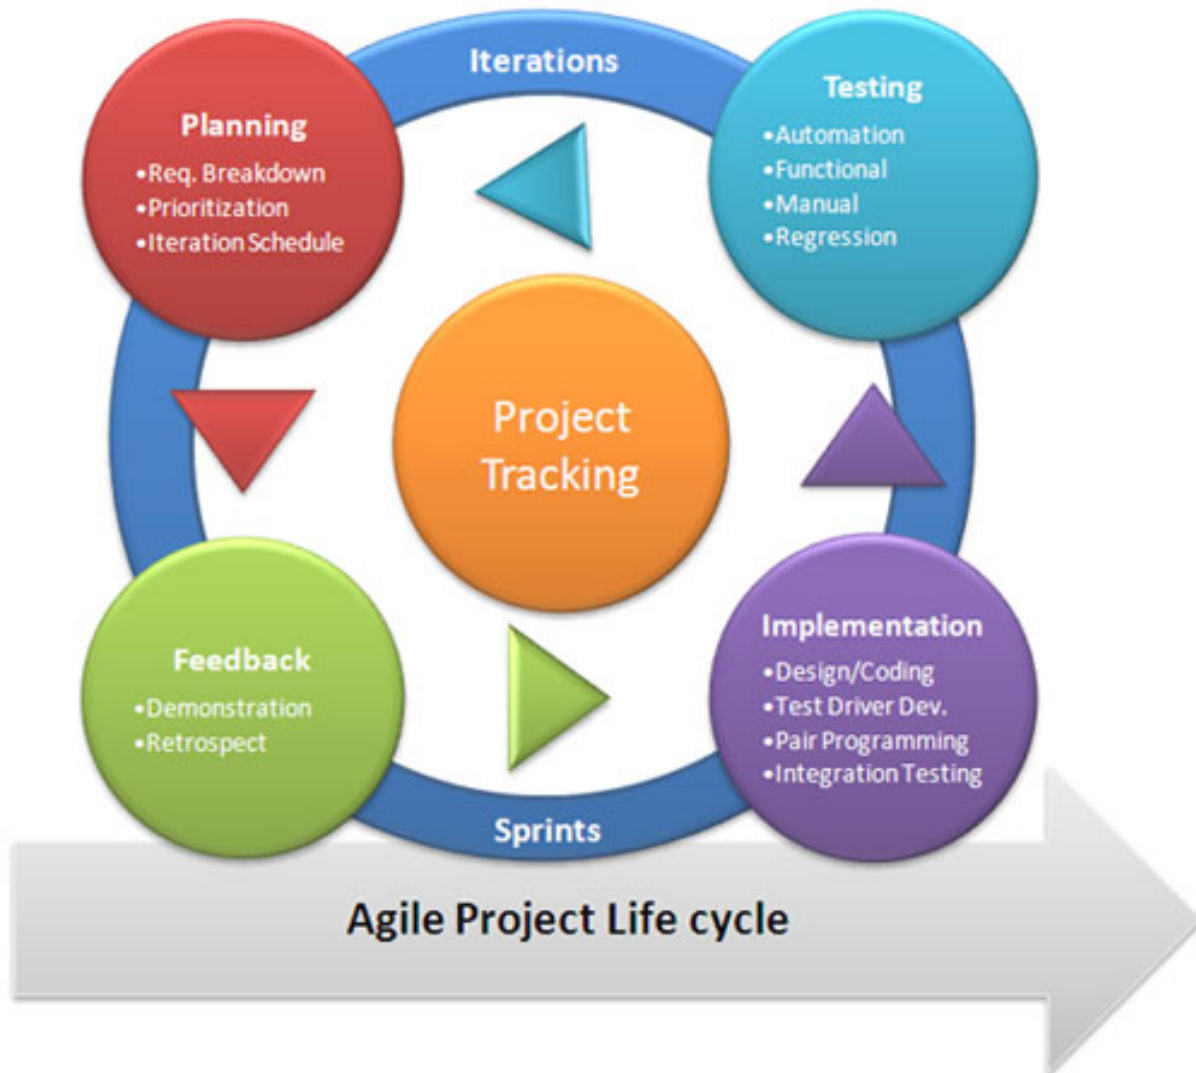 Iterations
Planning
•Req. Breakdown
•Prioritization
•Iteration Schedule
Testing
•Automation
•Functional
•Manual
•Regression
Project
Tracking
Feedback
•Demonstration
•Retrospect
Implementation
•Design/Coding
•Test Driver Dev.
•Pair Programming
•Integration Testing
Sprints
Agile Project Life cycle